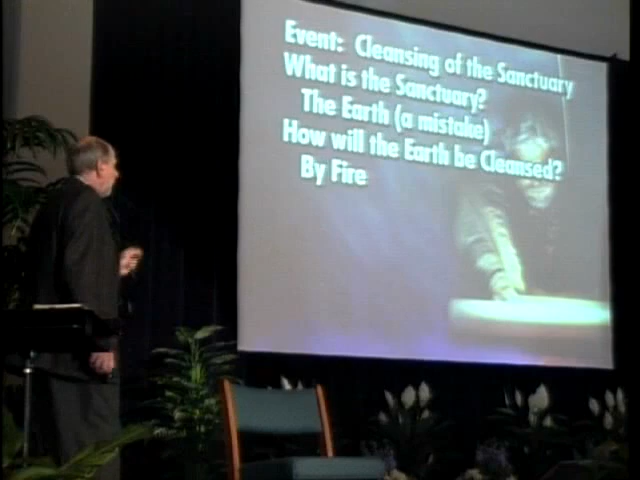 Event: Cleansing of the Sanctuary
What is the Sanctuary?
The Earth (a mistake)
How will the Earth be Cleansed?
By Fire